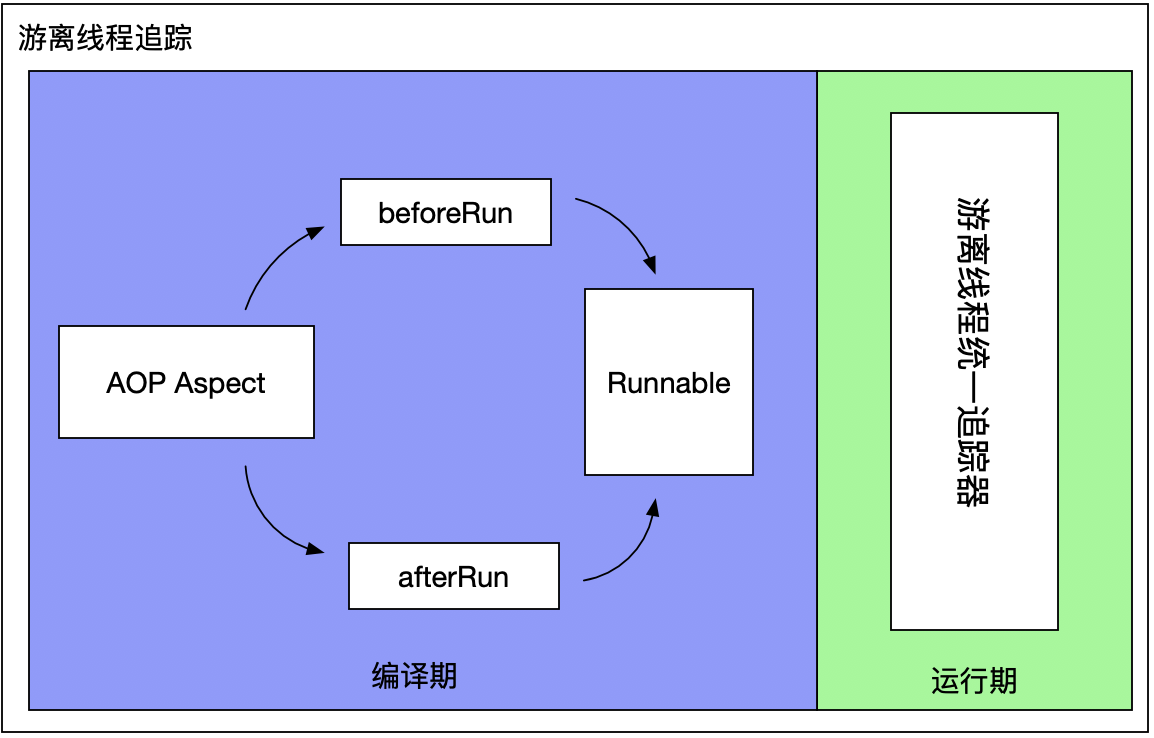 游离线程追踪
beforeRun
AOP Aspect
Runnable
afterRun
编译期
游离线程统一追踪器
运行期